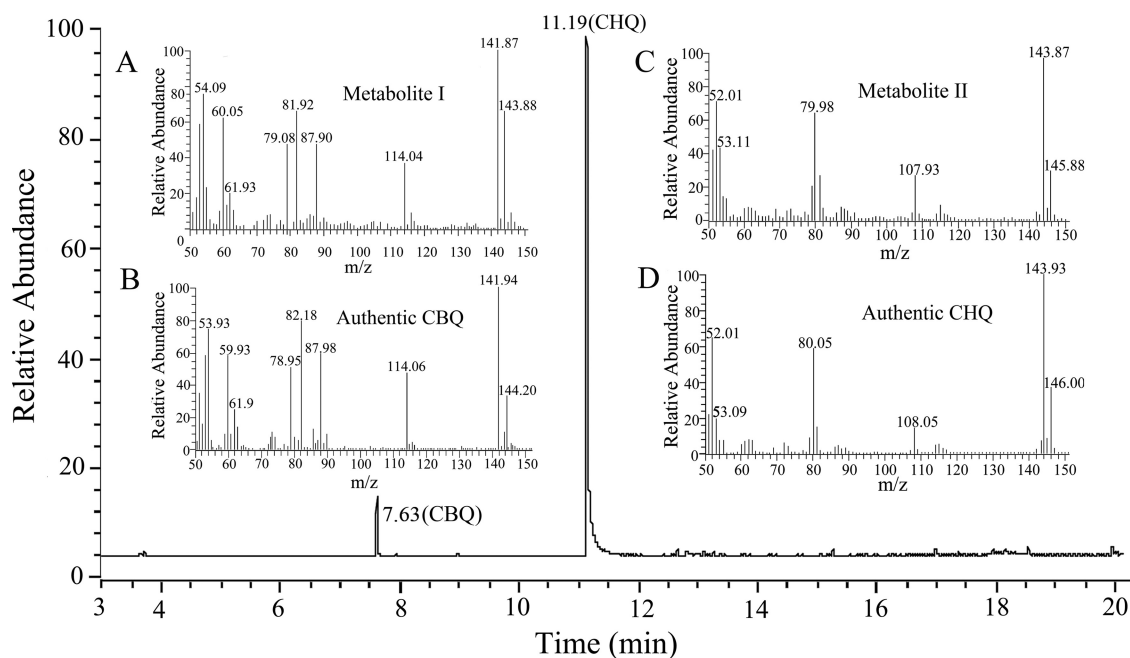 11.19(CHQ)
100
80
60
40
20
0
Relative Abundance
3
4
6
8
10
12
14
16
18
20
Time (min)
7.63(CBQ)
A
Metabolite I
Relative Abundance
100
80
60
40
20
0
54.09
60.05
61.93
79.08
81.92
87.90
114.04
141.87
143.88
50 60 70 80 90 100 110 120 130 140 150
m/z
B
Authentic CBQ
Relative Abundance
100
80
60
40
20
0
53.93
59.93
61.9
78.95
82.18
87.98
114.06
141.94
144.20
50 60 70 80 90 100 110 120 130 140 150
m/z
C
Metabolite II
Relative Abundance
100
80
60
40
20
0
52.01
53.11
79.98
107.93
143.87
145.88
50 60 70 80 90 100 110 120 130 140 150
m/z
D
Authentic CHQ
Relative Abundance
100
80
60
40
20
0
52.01
53.09
80.05
108.05
143.93
146.00
50 60 70 80 90 100 110 120 130 140 150
m/z